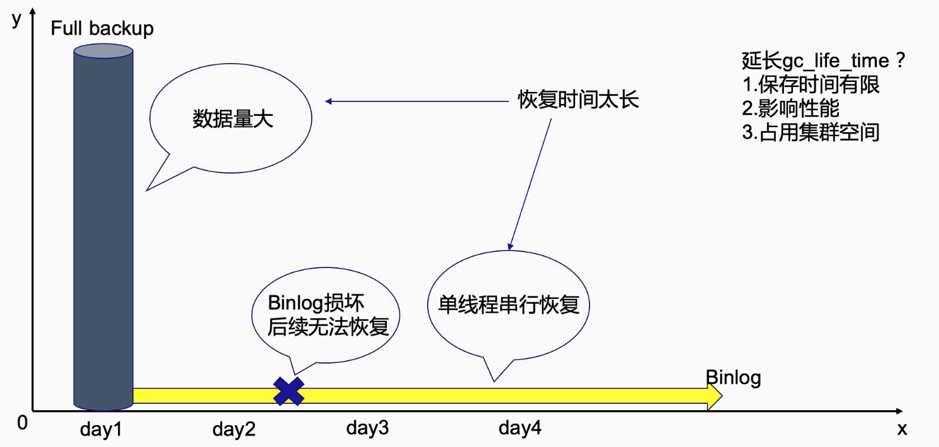 y
Full backup
数据量大
恢复时间太长
延长gc_life_time？
1.保存时间有限
2.影响性能
3.占用集群空间
Binlog损坏
后续无法恢复
单线程串行恢复
Binlog
0
day1
day2
day3
day4
x